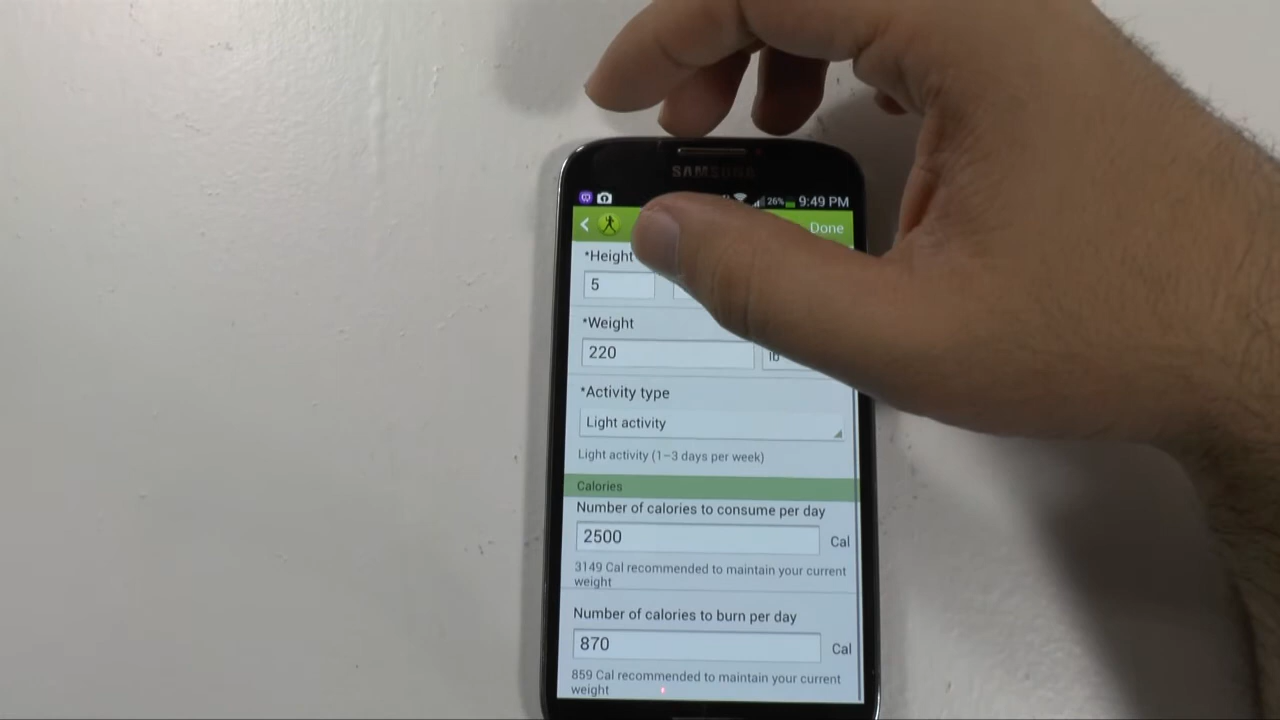 SAMSUNG
26% 9:49 PM
Done
*Height
5
*Weight
220
lb
*Activity type
Light activity
Light activity (1–3 days per week)
Calories
Number of calories to consume per day
2500 Cal
3149 Cal recommended to maintain your current
weight
Number of calories to burn per day
870 Cal
859 Cal recommended to maintain your current
weight